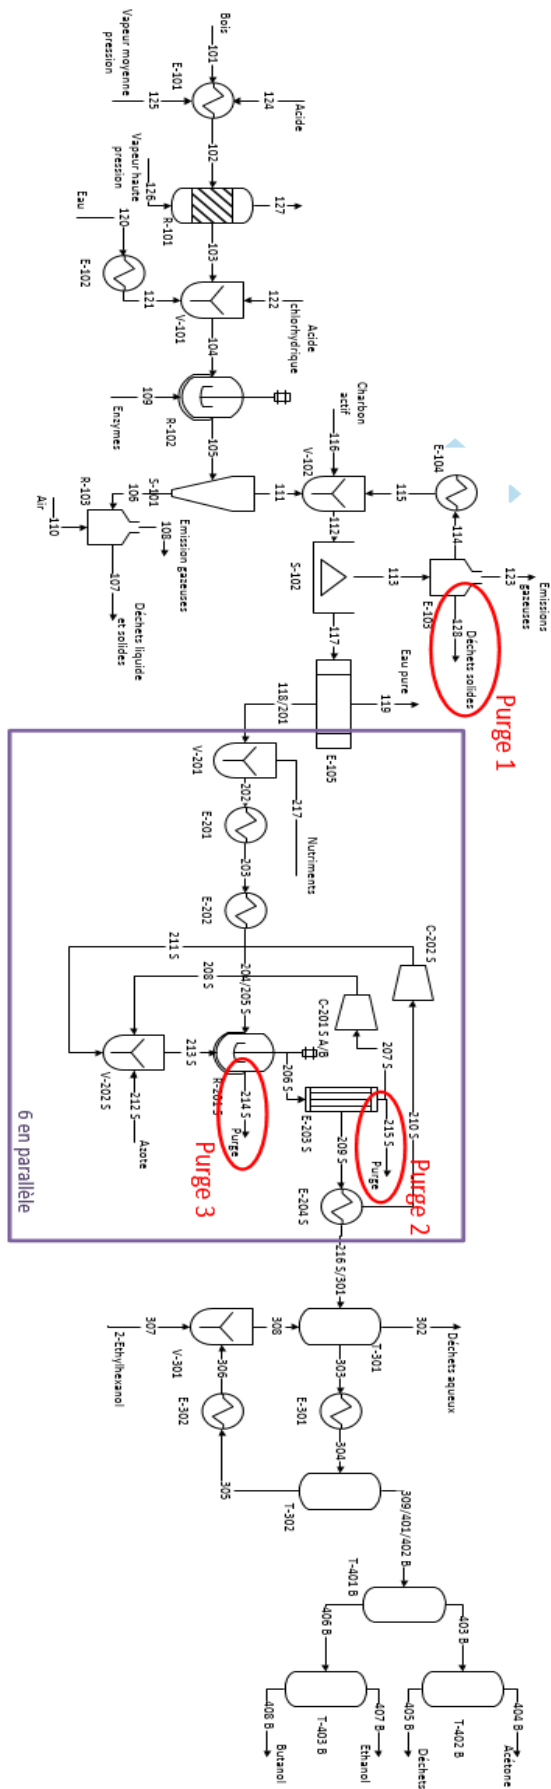 Bois
101
E-101
Vapeur moyenne
pression
125
124
Acide
102
Vapeur haute
pression
126
127
R-101
Eau
120
103
E-102
121
122
Acide
chlorhydrique
V-101
104
109
Enzymes
R-102
105
Charbon
actif
116
V-102
E-104
115
111
S-101
106
R-103
Air
110
108
Emission gazeuses
107
Déchets liquide
et solides
112
S-102
113
114
123
Emissions
gazeuses
E-103
128
Déchets solides
Purge 1
117
Eau pure
119
118/201
E-105
V-201
202
217
Nutriments
E-201
203
E-202
211 S
208 S
204/205 S
C-202 S
C-201 S A/B
207 S
210 S
V-202 S
213 S
212 S
Azote
R-201 S
206 S
214 S
Purge
Purge 3
E-203 S
215 S
Purge
Purge 2
209 S
E-204 S
6 en parallèle
216 S/301
307
2-Ethylhexanol
V-301
308
T-301
302
Déchets aqueux
306
303
E-302
E-301
304
305
T-302
309/401/402 B
T-401 B
406 B
403 B
T-403 B
T-402 B
408 B
Butanol
407 B
Ethanol
405 B
Déchets
404 B
Acétone